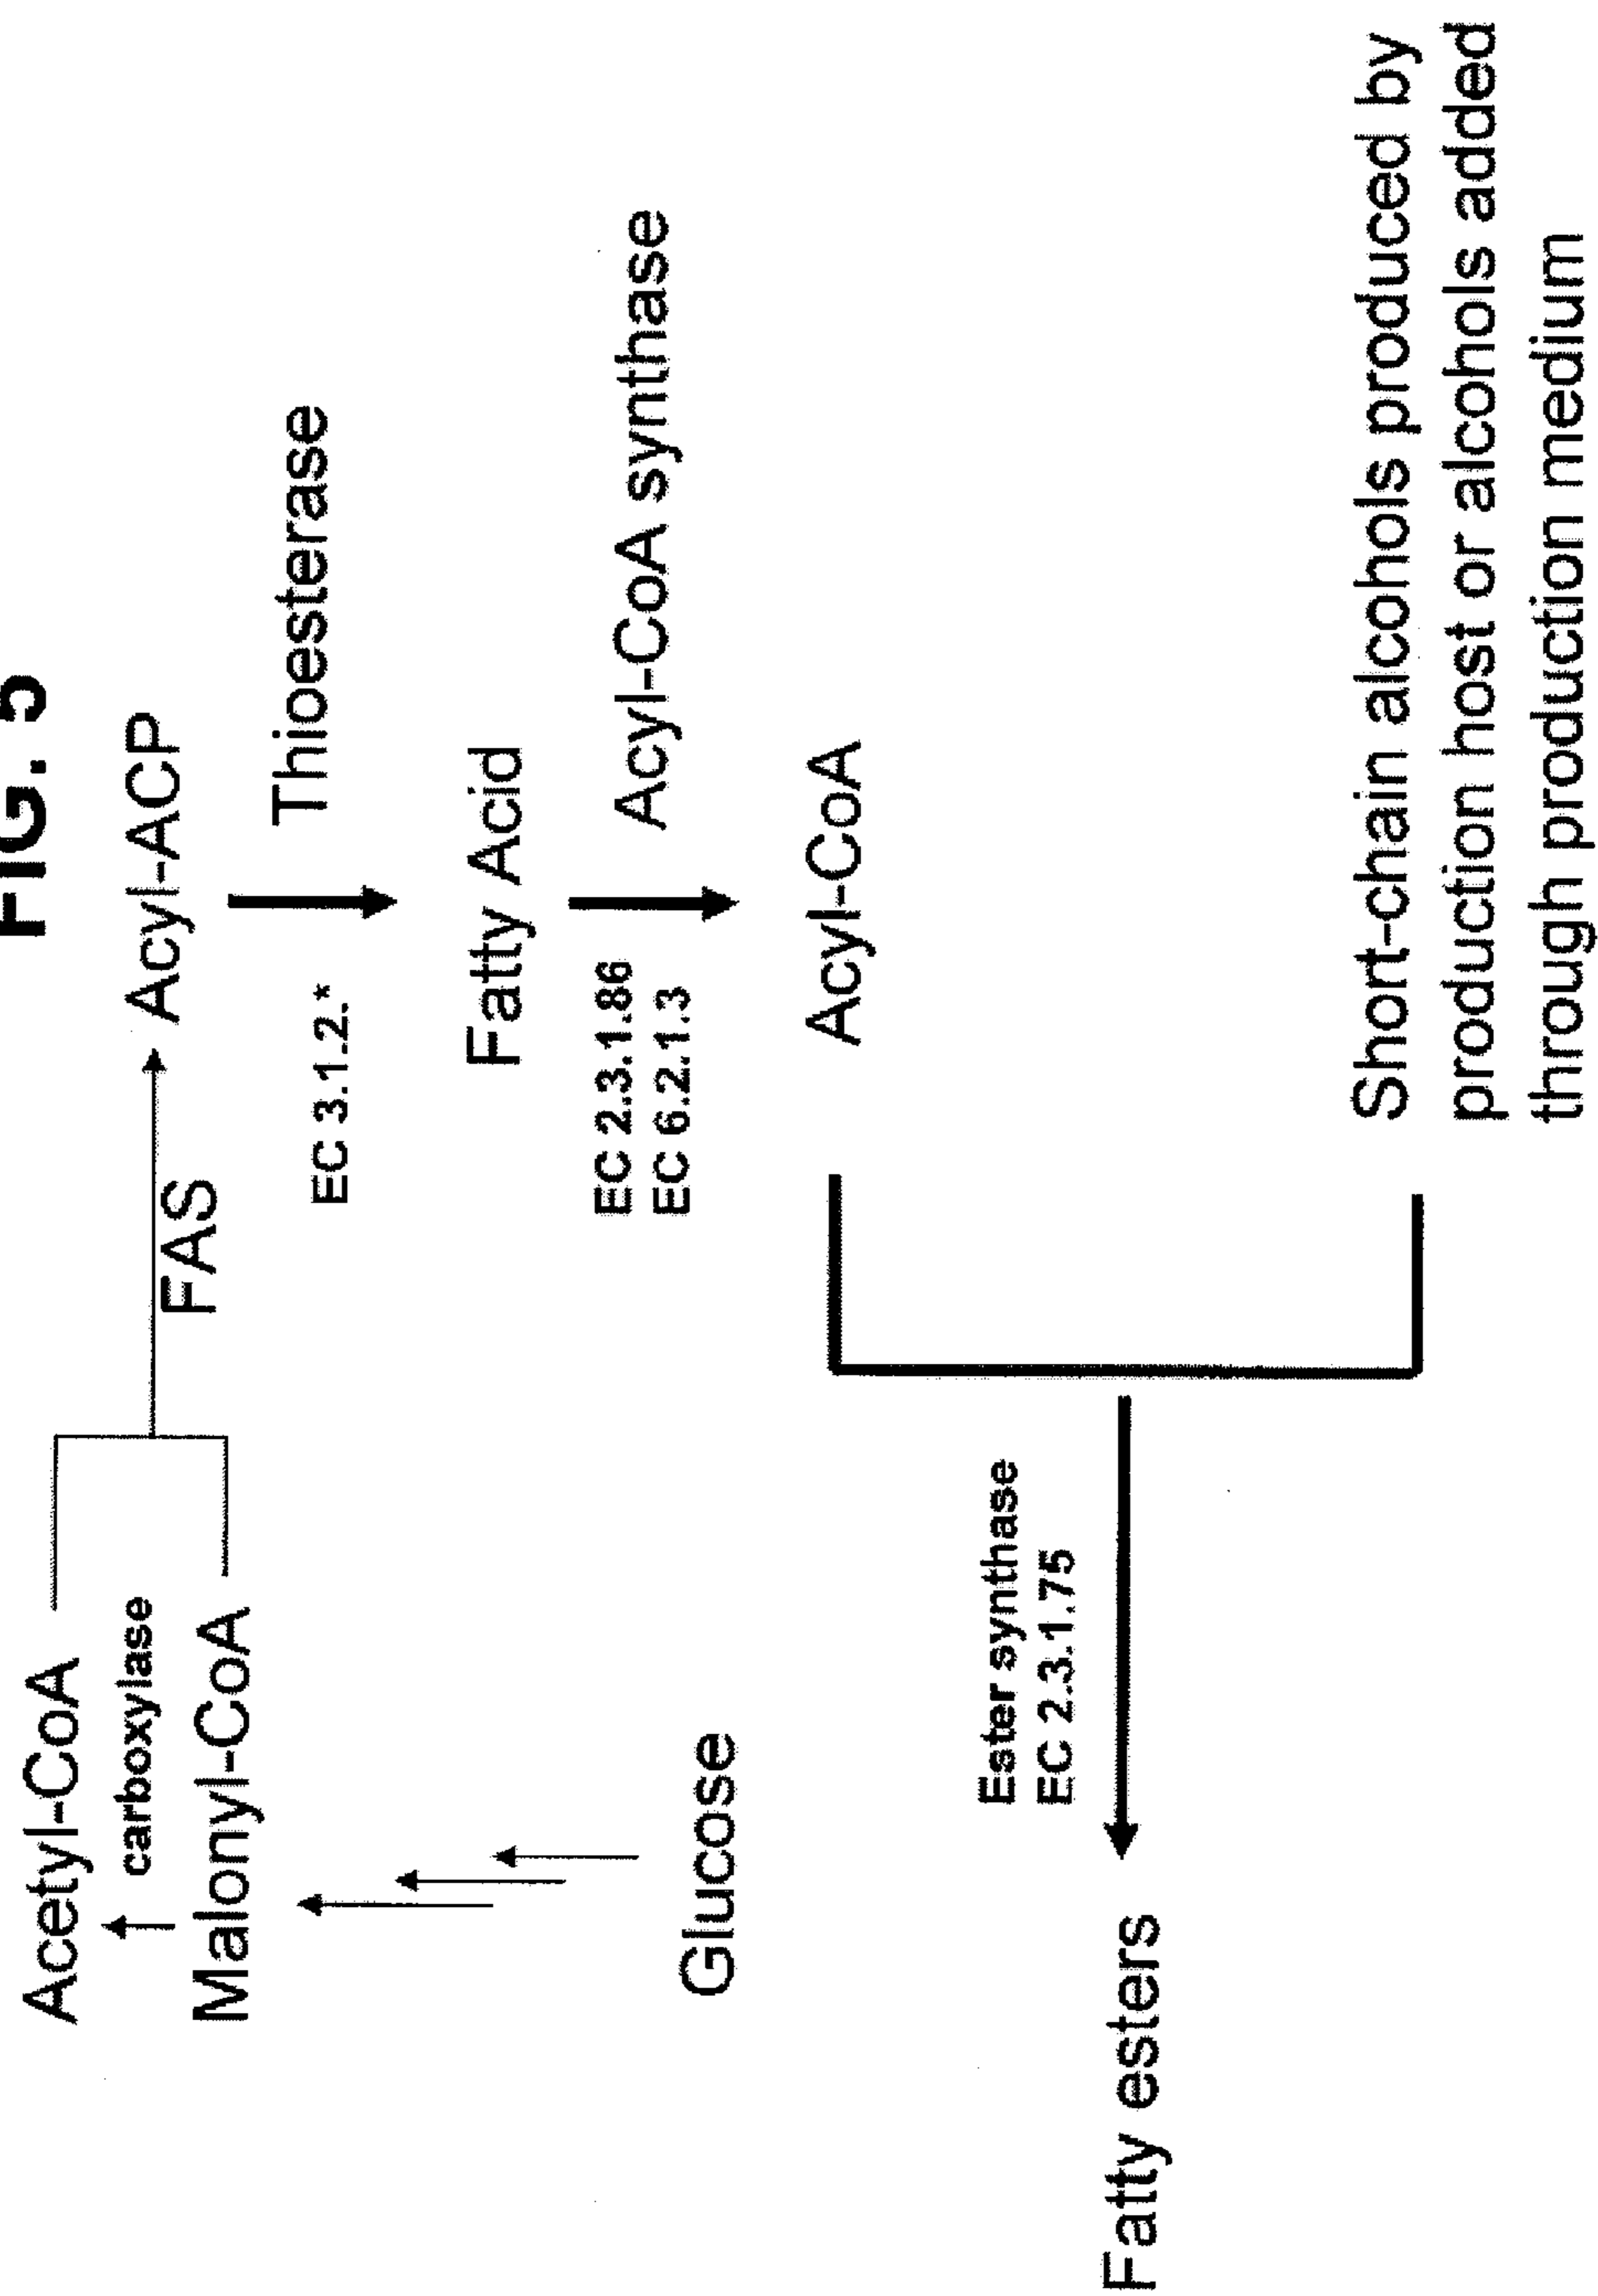 FIG. 5
Acetyl-CoA
carboxylase
Malonyl-CoA
Glucose
FAS
Acyl-ACP
EC 3.1.2.*
Thioesterase
Fatty Acid
EC 2.3.1.86
EC 6.2.1.3
Acyl-CoA synthase
Acyl-CoA
Ester synthase
EC 2.3.1.75
Fatty esters
Short-chain alcohols produced by
production host or alcohols added
through production medium